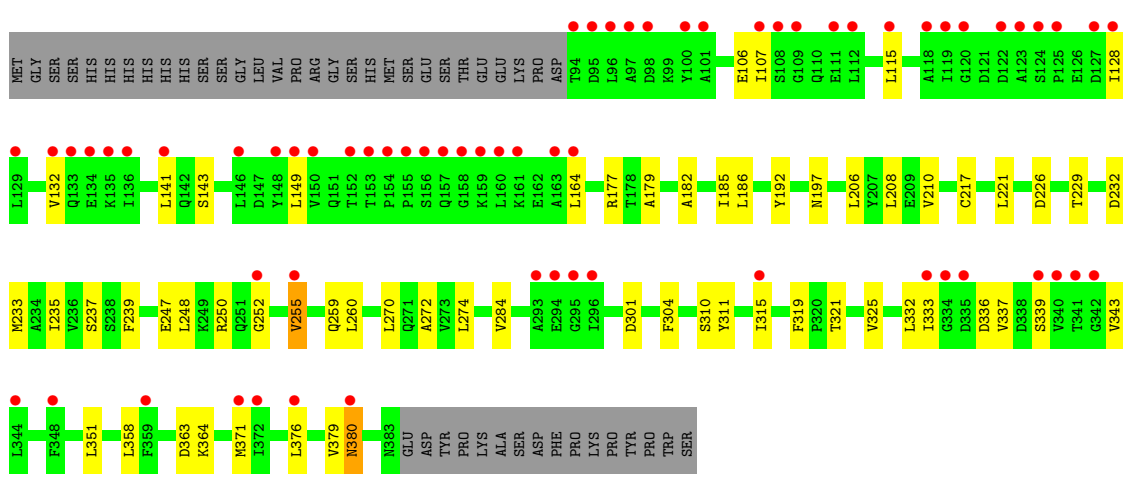 MET GLY SER SER HIS HIS HIS HIS HIS HIS SER SER GLY LEU VAL PRO ARG GLY SER HIS MET SER GLU SER THR GLU GLU LYS PRO ASP T94 D95 L96 A97 D98 K99 Y100 A101 E106 I107 S108 G109 Q110 E111 L112 L115 A118 I119 G120 D121 D122 A123 S124 P125 E126 D127 I128
L129 V132 Q133 E134 K135 I136 L141 Q142 S143 L146 D147 Y148 L149 V150 Q151 T152 T153 P154 P155 S156 Q157 G158 K159 L160 K161 E162 A163 L164 R177 T178 A179 A182 I185 L186 Y192 N197 L206 Y207 L208 E209 V210 C217 L221 D226 T229 D232
M233 A234 I235 V236 S237 S238 F239 E247 L248 K249 R250 Q251 G252 V255 Q259 L260 L270 Q271 A272 V273 L274 V284 A293 E294 G295 I296 D301 F304 S310 Y311 I315 F319 P320 T321 V325 L332 I333 G334 D335 D336 V337 D338 S339 V340 T341 G342 V343
L344 F348 L351 L358 F359 D363 K364 M371 I372 L376 V379 N380 N383 GLU ASP TYR PRO LYS ALA SER ASP PHE PRO LYS PRO TYR PRO TRP SER